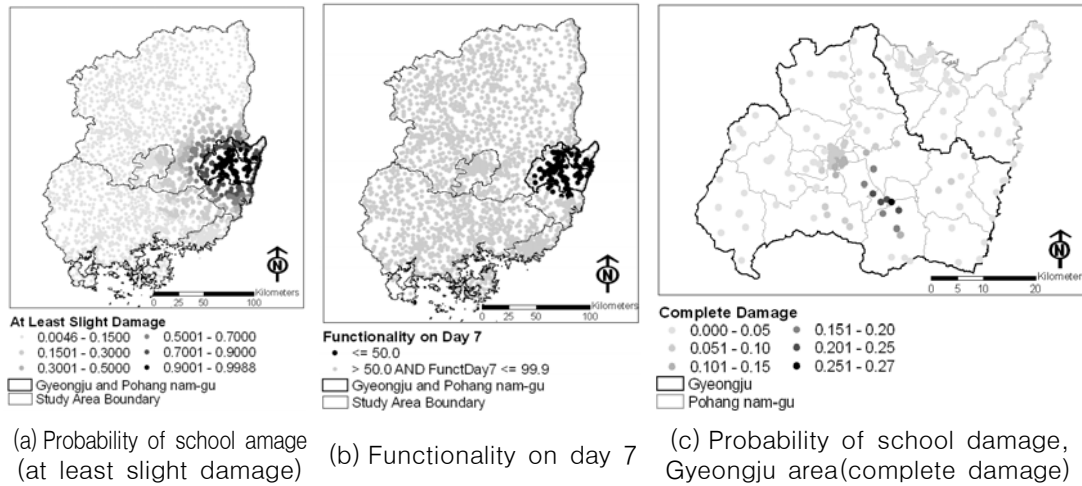 N
Kilometers
0 25 50 100
At Least Slight Damage
0.0046 - 0.1500
0.1501 - 0.3000
0.3001 - 0.5000
0.5001 - 0.7000
0.7001 - 0.9000
0.9001 - 0.9988
Gyeongju and Pohang nam-gu
Study Area Boundary
(a) Probability of school amage
(at least slight damage)
N
Kilometers
0 25 50 100
Functionality on Day 7
<= 50.0
> 50.0 AND FunctDay7 <= 99.9
Gyeongju and Pohang nam-gu
Study Area Boundary
(b) Functionality on day 7
N
Kilometers
0 5 10 20
Complete Damage
0.000 - 0.05
0.051 - 0.10
0.101 - 0.15
0.151 - 0.20
0.201 - 0.25
0.251 - 0.27
Gyeongju
Pohang nam-gu
(c) Probability of school damage,
Gyeongju area(complete damage)